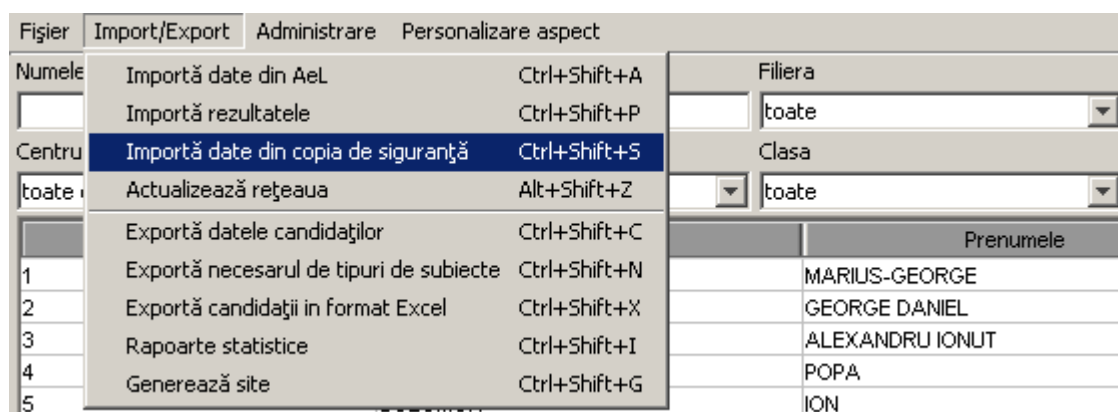 Fişier Import/Export Administrare Personalizare aspect
Numele Filiera
Importă date din AeL Ctrl+Shift+A
toate
Importă rezultatele Ctrl+Shift+P
Centru Clasa
Importă date din copia de siguranţă Ctrl+Shift+S
toate toate
Actualizează reţeaua Alt+Shift+Z
Prenumele
Exportă datele candidaţilor Ctrl+Shift+C
1 MARIUS-GEORGE
Exportă necesarul de tipuri de subiecte Ctrl+Shift+N
2 GEORGE DANIEL
Exportă candidaţii in format Excel Ctrl+Shift+X
3 ALEXANDRU IONUT
Rapoarte statistice Ctrl+Shift+I
4 POPA
Generează site Ctrl+Shift+G
5 ION